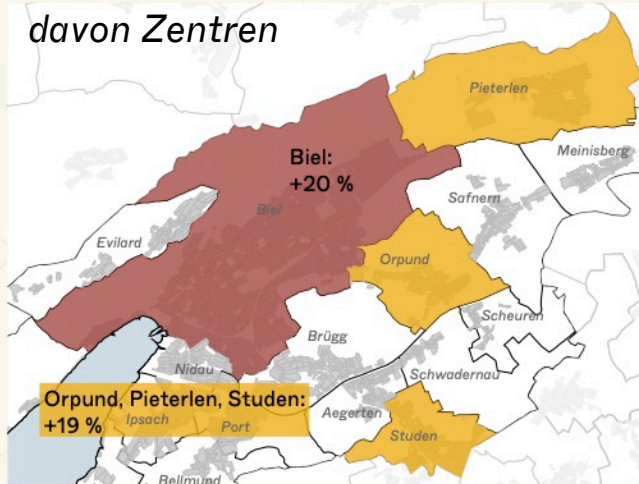 davon Zentren
Pieterlen
Biel:
+20 %
Meinisberg
Safnern
Biel
Evilard
Orpund
Scheuren
Brügg
Nidau
Schwadernau
Orpund, Pieterlen, Studen:
+19 %
Ipsach
Port
Aegerten
Studen
Bellmund